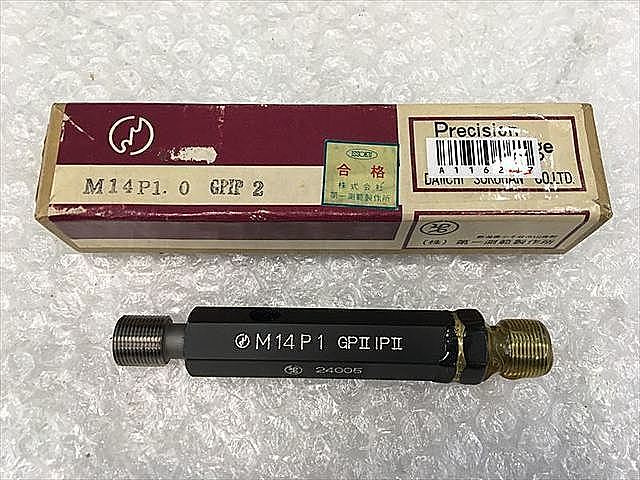 M14P1.0 GPIP 2
合格
株式会社
第一測範製作所
Precision
A1162
DAIICHI SOKUHAN CO.LTD.
(株) 第一測範製作所
M14P1 GPII IPII
24005